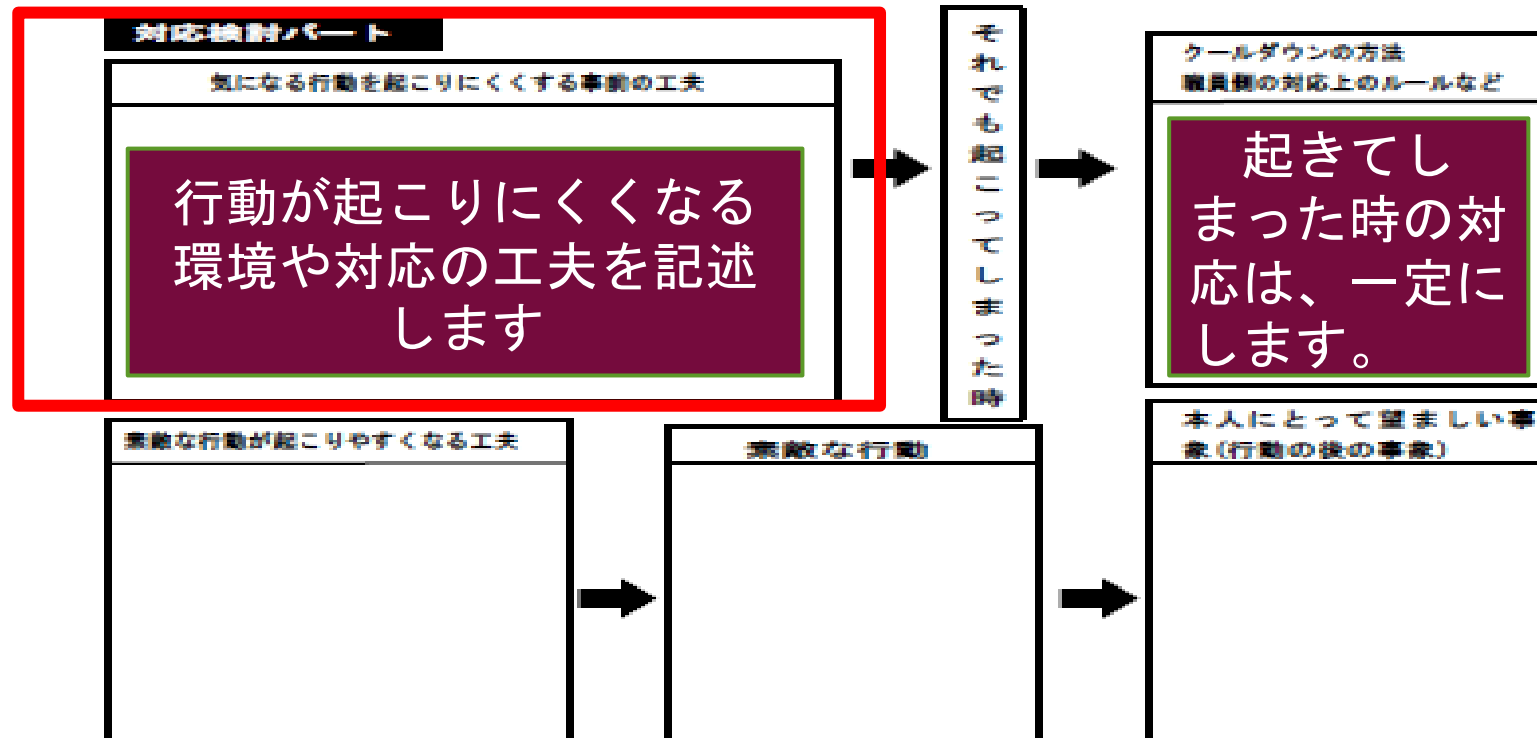 対応検討パート
気になる行動を起こりにくくする事前の工夫
行動が起こりにくくなる
環境や対応の工夫を記述
します
それでも起こってしまった時
クールダウンの方法
職員側の対応上のルールなど
起きてし
まった時の対
応は、一定に
します。
素敵な行動が起こりやすくなる工夫
素敵な行動
本人にとって望ましい事
象(行動の後の事象)